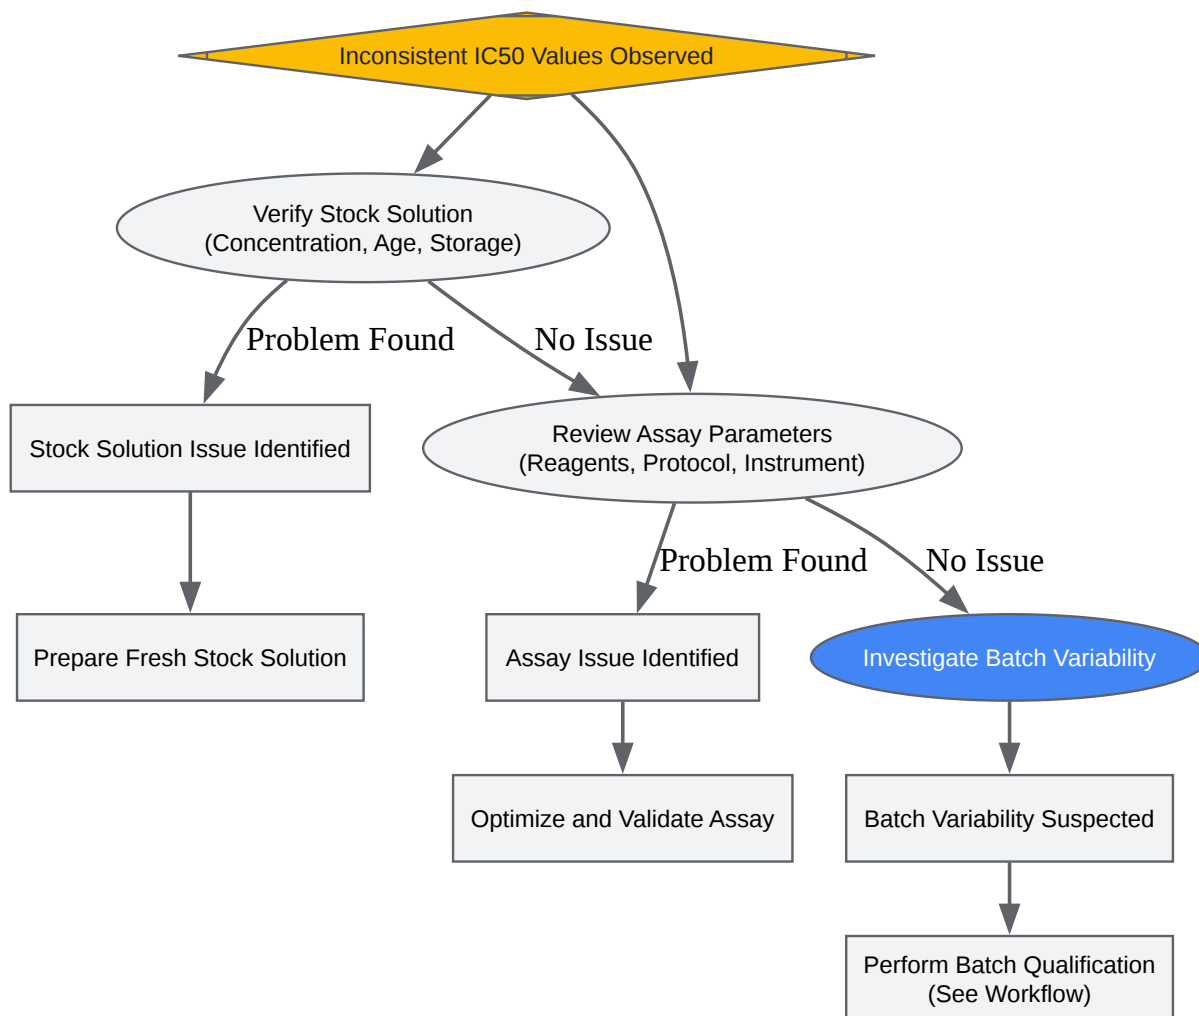 Inconsistent IC50 Values Observed
Verify Stock Solution
(Concentration, Age, Storage)
Problem Found
No Issue
Stock Solution Issue Identified
Review Assay Parameters
(Reagents, Protocol, Instrument)
Problem Found
No Issue
Prepare Fresh Stock Solution
Assay Issue Identified
Investigate Batch Variability
Optimize and Validate Assay
Batch Variability Suspected
Perform Batch Qualification
(See Workflow)